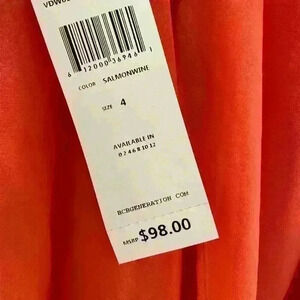 6 12000 36946 1
COLOR SALMONWINE
SIZE 4
AVAILABLE IN
0 2 4 6 8 10 12
BCBGENERATION.COM
MSRP $98.00